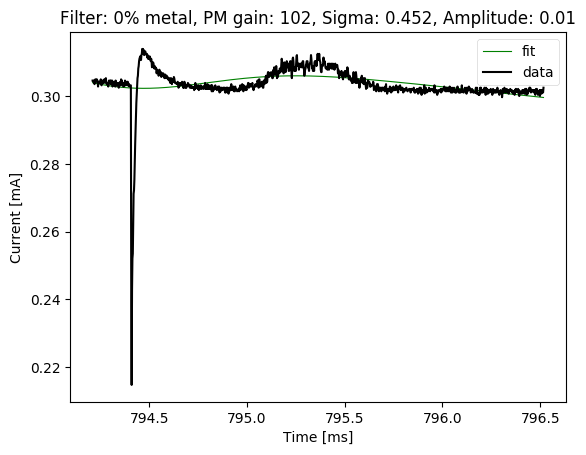 Filter: 0% metal, PM gain: 102, Sigma: 0.452, Amplitude: 0.01
fit
data
0.30
0.28
0.26
0.24
0.22
Current [mA]
794.5
795.0
795.5
796.0
796.5
Time [ms]